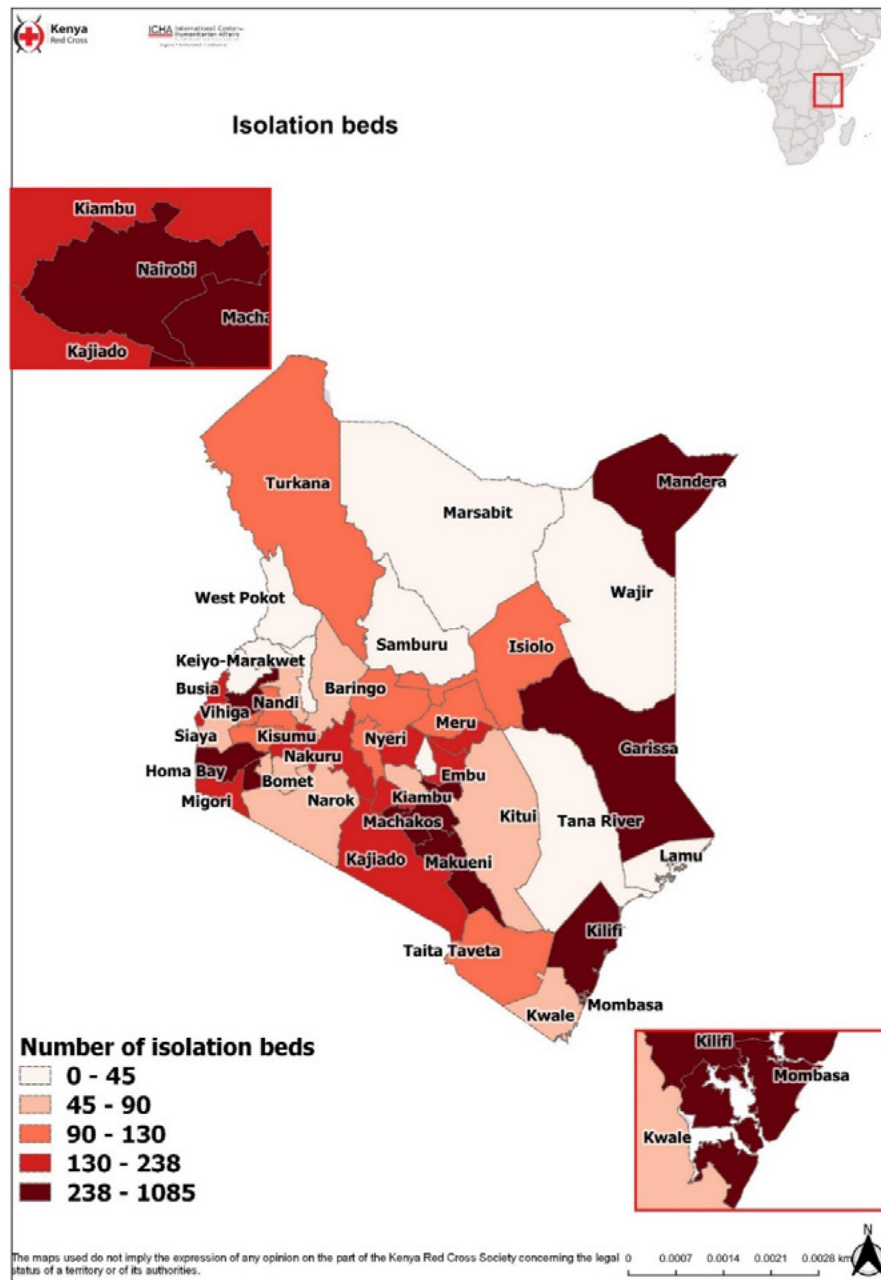 Kenya
Red Cross
ICHA International Center
Humanitarian Affairs
Isolation beds
Kiambu
Nairobi
Macha
Kajiado
Turkana
Mandera
Marsabit
Wajir
West Pokot
Samburu
Isiolo
Keiyo-Marakwet
Busia
Baringo
Nandi
Vihiga
Meru
Siaya
Kisumu
Nyeri
Garissa
Nakuru
Homa Bay
Bomet
Embu
Migori
Narok
Kiambu
Kitui
Tana River
Machakos
Lamu
Kajiado
Makueni
Kilifi
Taita Taveta
Kwale
Mombasa
Number of isolation beds
0 - 45
45 - 90
90 - 130
130 - 238
238 - 1085
Kilifi
Mombasa
Kwale
N
The maps used do not imply the expression of any opinion on the part of the Kenya Red Cross Society concerning the legal
status of a territory or of its authorities.
0 0.0007 0.0014 0.0021 0.0028 km